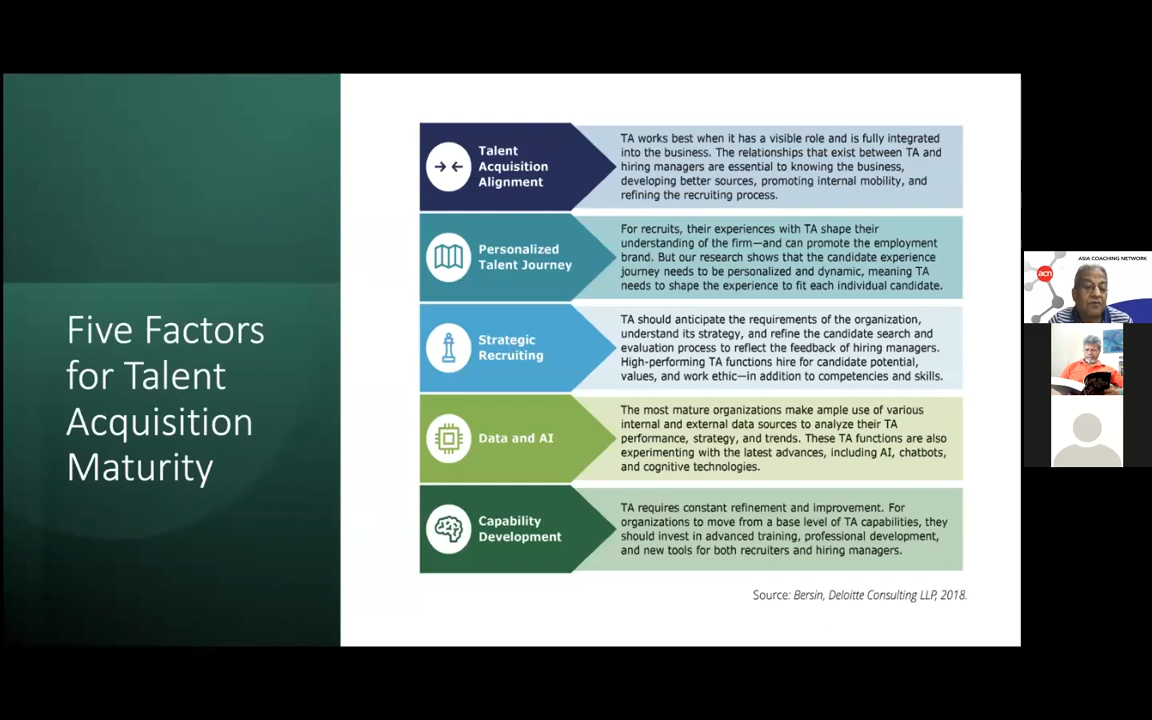 Five Factors
for Talent
Acquisition
Maturity
Talent
Acquisition
Alignment
TA works best when it has a visible role and is fully integrated
into the business. The relationships that exist between TA and
hiring managers are essential to knowing the business,
developing better sources, promoting internal mobility, and
refining the recruiting process.
Personalized
Talent Journey
For recruits, their experiences with TA shape their
understanding of the firm—and can promote the employment
brand. But our research shows that the candidate experience
journey needs to be personalized and dynamic, meaning TA
needs to shape the experience to fit each individual candidate.
Strategic
Recruiting
TA should anticipate the requirements of the organization,
understand its strategy, and refine the candidate search and
evaluation process to reflect the feedback of hiring managers.
High-performing TA functions hire for candidate potential,
values, and work ethic—in addition to competencies and skills.
Data and AI
The most mature organizations make ample use of various
internal and external data sources to analyze their TA
performance, strategy, and trends. These TA functions are also
experimenting with the latest advances, including AI, chatbots,
and cognitive technologies.
Capability
Development
TA requires constant refinement and improvement. For
organizations to move from a base level of TA capabilities, they
should invest in advanced training, professional development,
and new tools for both recruiters and hiring managers.
Source: Bersin, Deloitte Consulting LLP, 2018.
ASIA COACHING NETWORK
acn